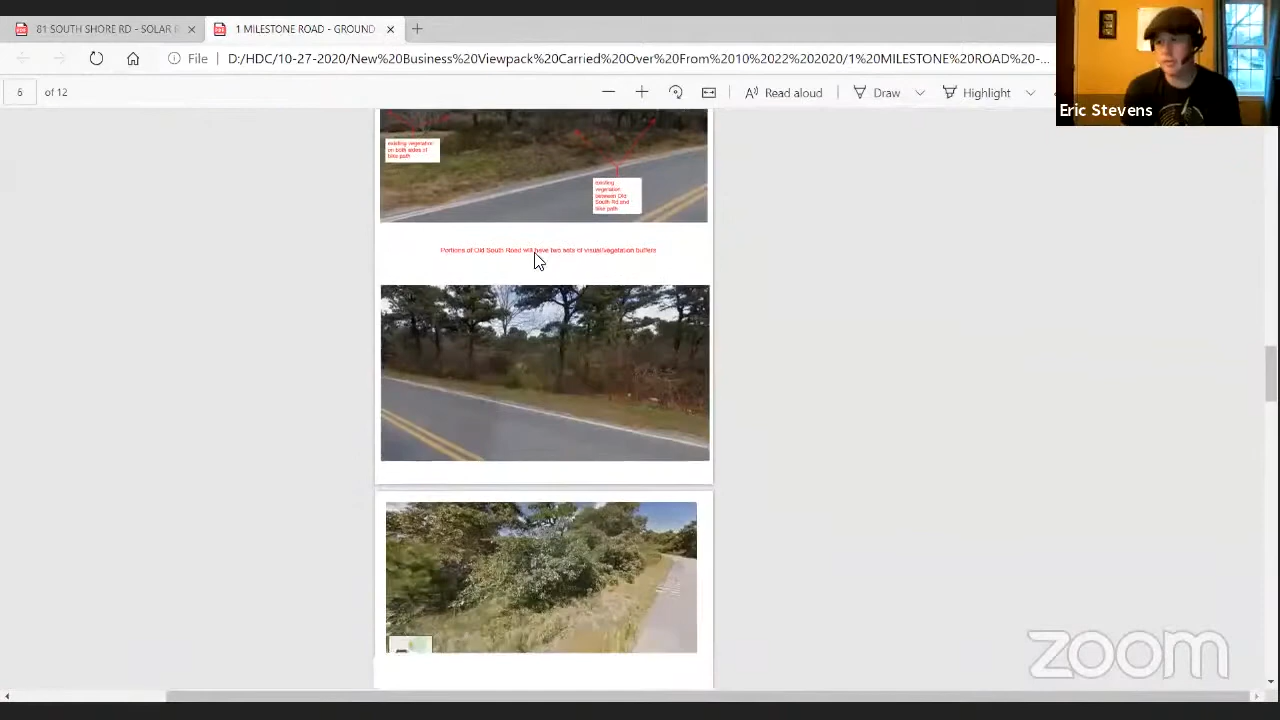 81 SOUTH SHORE RD - SOLAR F
1 MILESTONE ROAD - GROUND
D:/HDC/10-27-2020/New%20Business%20Viewpac
Carried%20Over%20From%2010%2022%202020/1%20MILESTONE%20ROAD%20-...
File
6 of 12
Read aloud
Draw
Highlight
Eric Stevens
existing vegetation
on both sides of
bike path
existing
vegetation
between Old
South Rd and
bike path
Portions of Old South Road will have two sets of visual/vegetation buffers
zoom